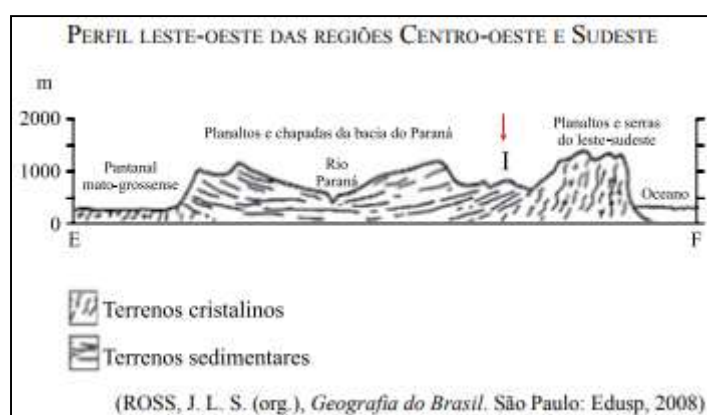 PERFIL LESTE-OESTE DAS REGIÕES CENTRO-OESTE E SUDESTE
m
2000
1000
0
Planaltos e chapadas da bacia do Paraná
Planaltos e serras
do leste-sudeste
I
Pantanal
mato-grossense
Rio
Paraná
Oceano
E
F
Terrenos cristalinos
Terrenos sedimentares
(ROSS, J. L. S. (org.), Geografia do Brasil. São Paulo: Edusp, 2008)